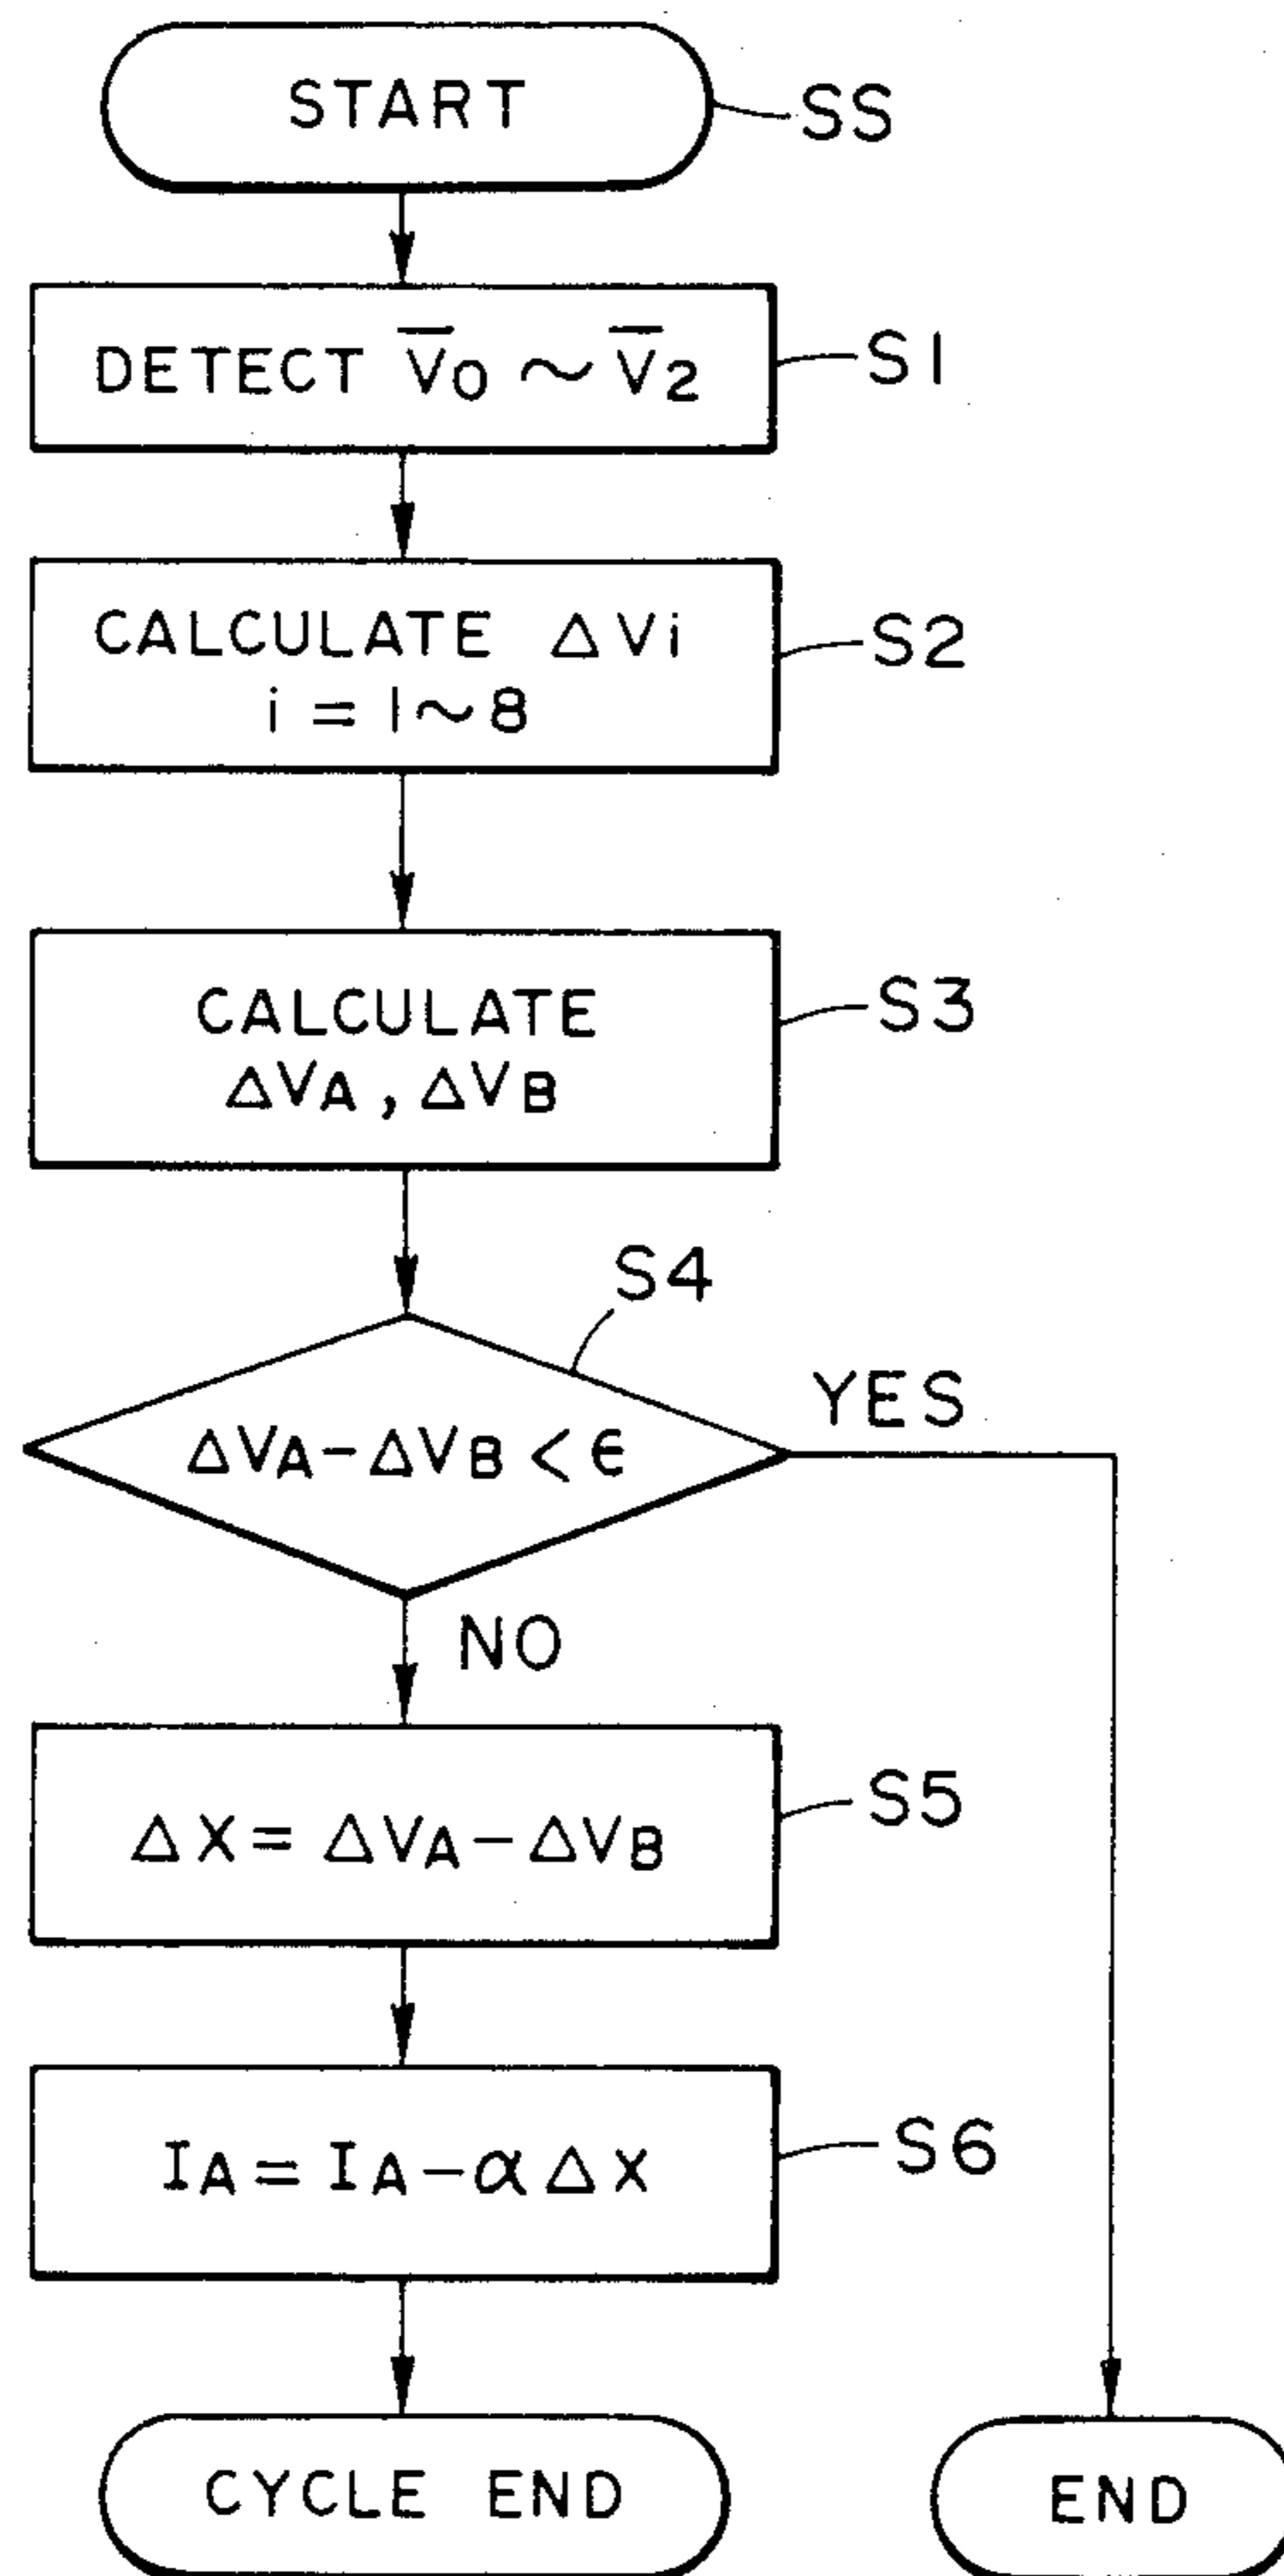 START
SS
DETECT V̅0 ~ V̅2
S1
CALCULATE ΔVi
i = 1~8
S2
CALCULATE
ΔVA, ΔVB
S3
S4
ΔVA-ΔVB < ϵ
YES
NO
ΔX = ΔVA-ΔVB
S5
IA = IA-αΔX
S6
CYCLE END
END